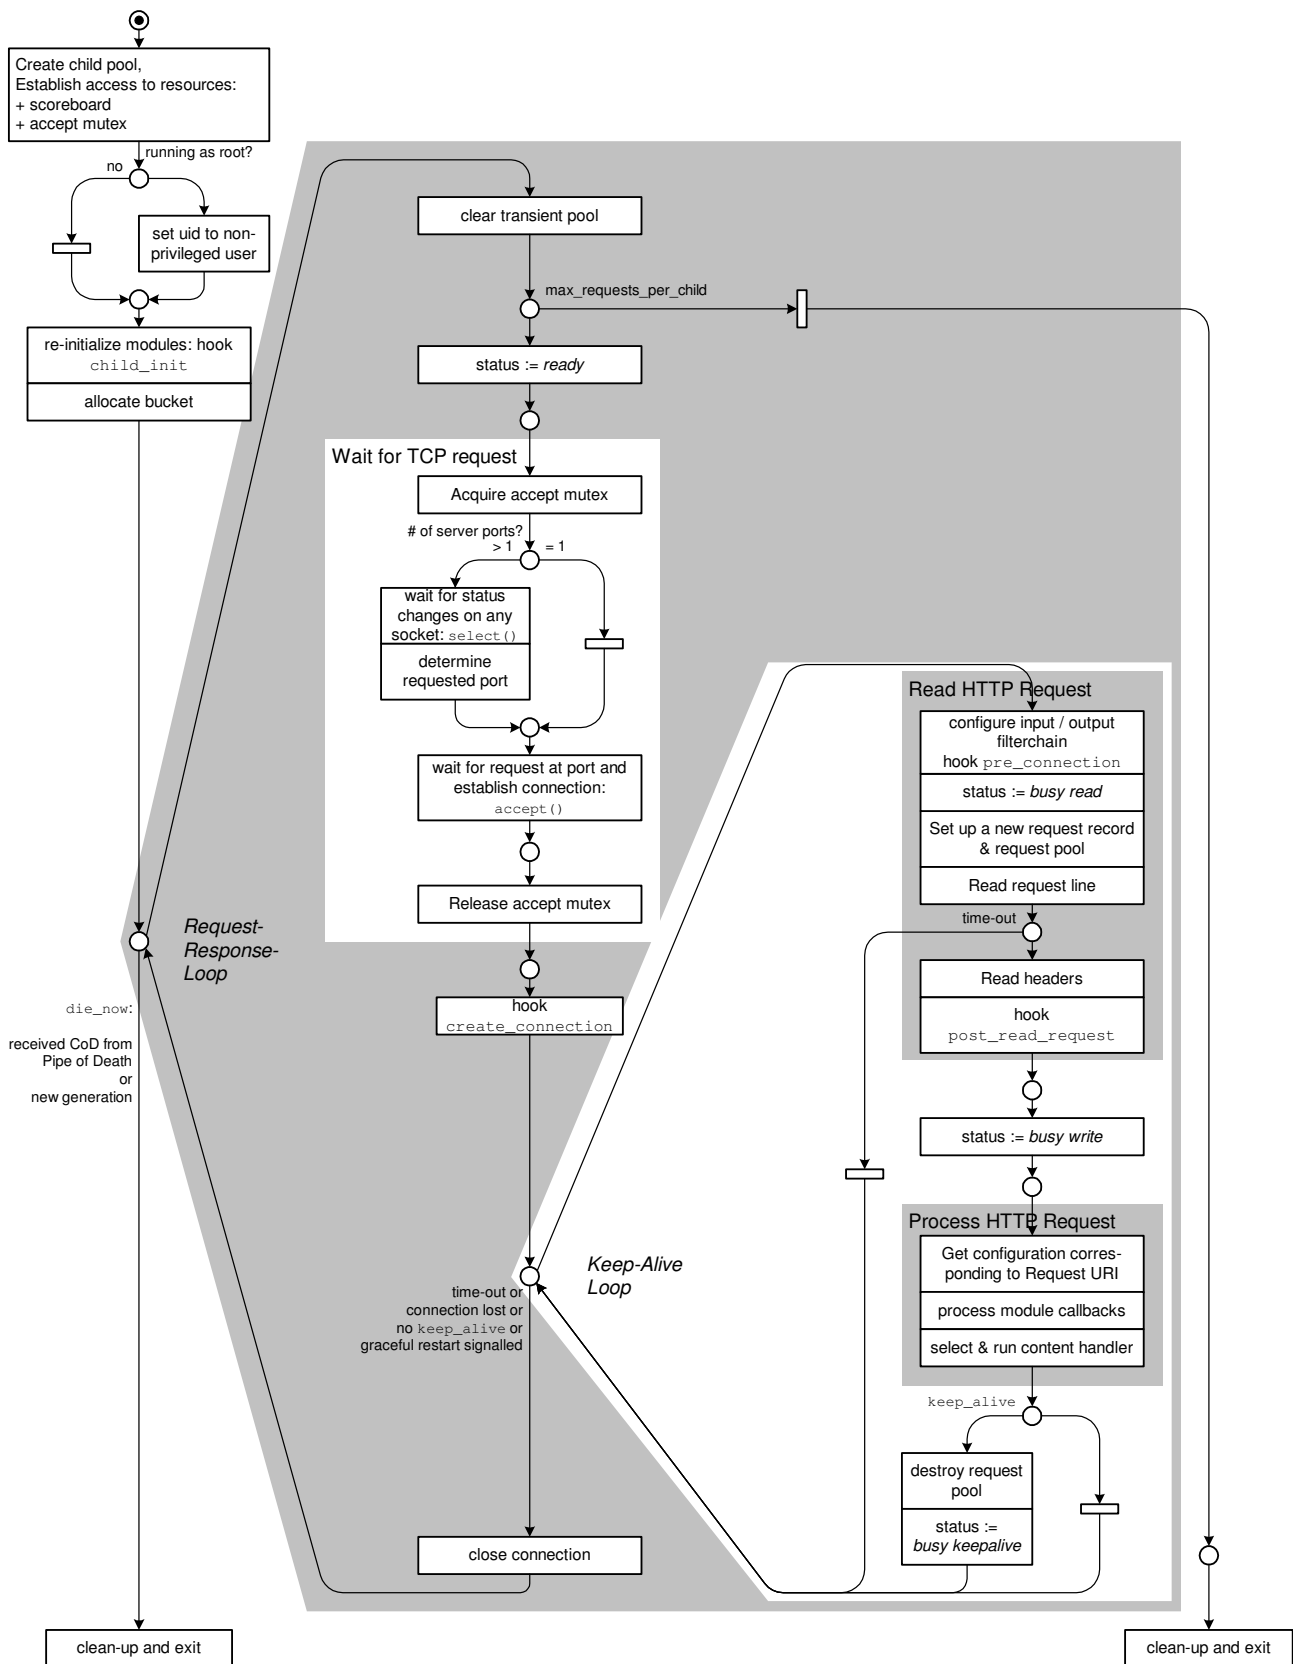 Create child pool,
Establish access to resources:
+ scoreboard
+ accept mutex
running as root?
no
set uid to non-
privileged user
re-initialize modules: hook
child_init
allocate bucket
clear transient pool
max_requests_per_child
status := ready
Wait for TCP request
Acquire accept mutex
# of server ports?
> 1
= 1
wait for status
changes on any
socket: select()
determine
requested port
wait for request at port and
establish connection:
accept()
Release accept mutex
hook
create_connection
Request-
Response-
Loop
die_now:
received CoD from
Pipe of Death
or
new generation
Read HTTP Request
configure input / output
filterchain
hook pre_connection
status := busy read
Set up a new request record
& request pool
Read request line
time-out
Read headers
hook
post_read_request
status := busy write
Process HTTP Request
Get configuration corres-
ponding to Request URI
process module callbacks
select & run content handler
keep_alive
destroy request
pool
status :=
busy keepalive
Keep-Alive
Loop
time-out or
connection lost or
no keep_alive or
graceful restart signalled
close connection
clean-up and exit
clean-up and exit